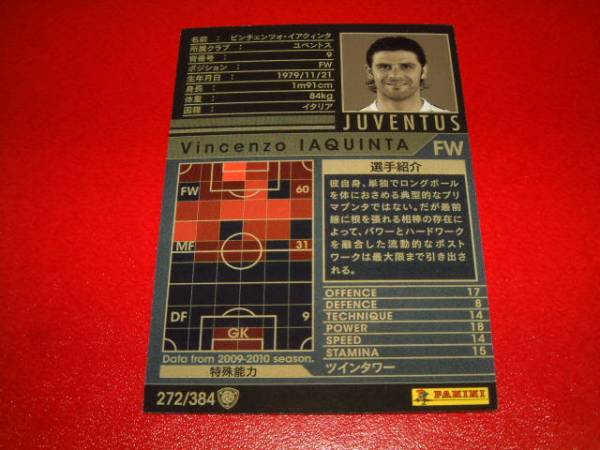 名前 : ビンチェンツォ・イアクィンタ
所属クラブ : ユベントス
背番号 : 9
ポジション : FW
生年月日 : 1979/11/21
身長 : 1m91cm
体重 : 84kg
国籍 : イタリア
JUVENTUS
Vincenzo IAQUINTA FW
FW 60
MF 31
DF 9
GK
Data from 2009-2010 season.
選手紹介
彼自身、単独でロングボール
を体におさめる典型的なプリ
マプンタではない。だが最前
線に根を張れる相棒の存在に
よって、パワーとハードワーク
を融合した流動的なポスト
ワークは最大限まで引き出さ
れる。
OFFENCE 17
DEFENCE 8
TECHNIQUE 14
POWER 18
SPEED 14
STAMINA 15
特殊能力 ツインタワー
272/384
PANINI